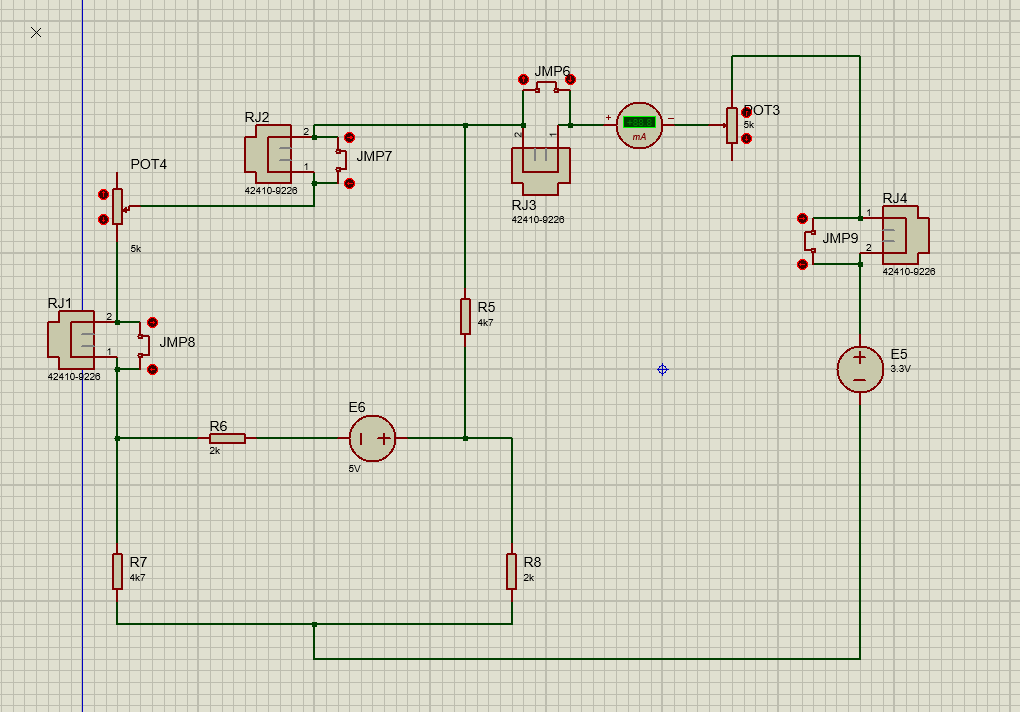 JMP6
POT3
5k
+
−
mA
RJ2
2
1
JMP7
42410-9226
2
1
RJ3
42410-9226
POT4
5k
RJ4
1
2
JMP9
42410-9226
RJ1
2
1
JMP8
42410-9226
R5
4k7
E5
3.3V
R6
2k
E6
5V
R7
4k7
R8
2k